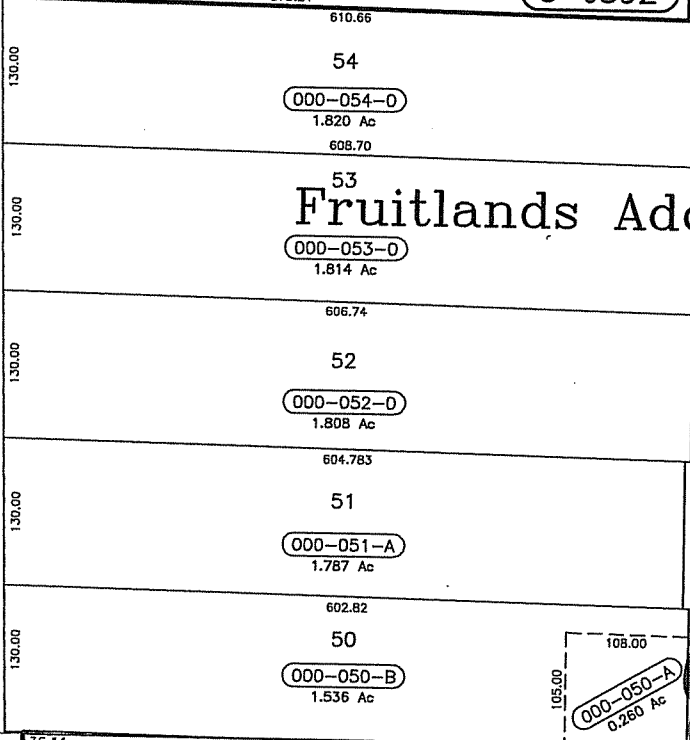 610.66
130.00
54
000-054-0
1.820 Ac
608.70
130.00
53
Fruitlands
000-053-0
1.814 Ac
606.74
130.00
52
000-052-0
1.808 Ac
604.783
130.00
51
000-051-A
1.787 Ac
602.82
130.00
50
000-050-B
1.536 Ac
108.00
105.00
000-050-A
0.260 Ac